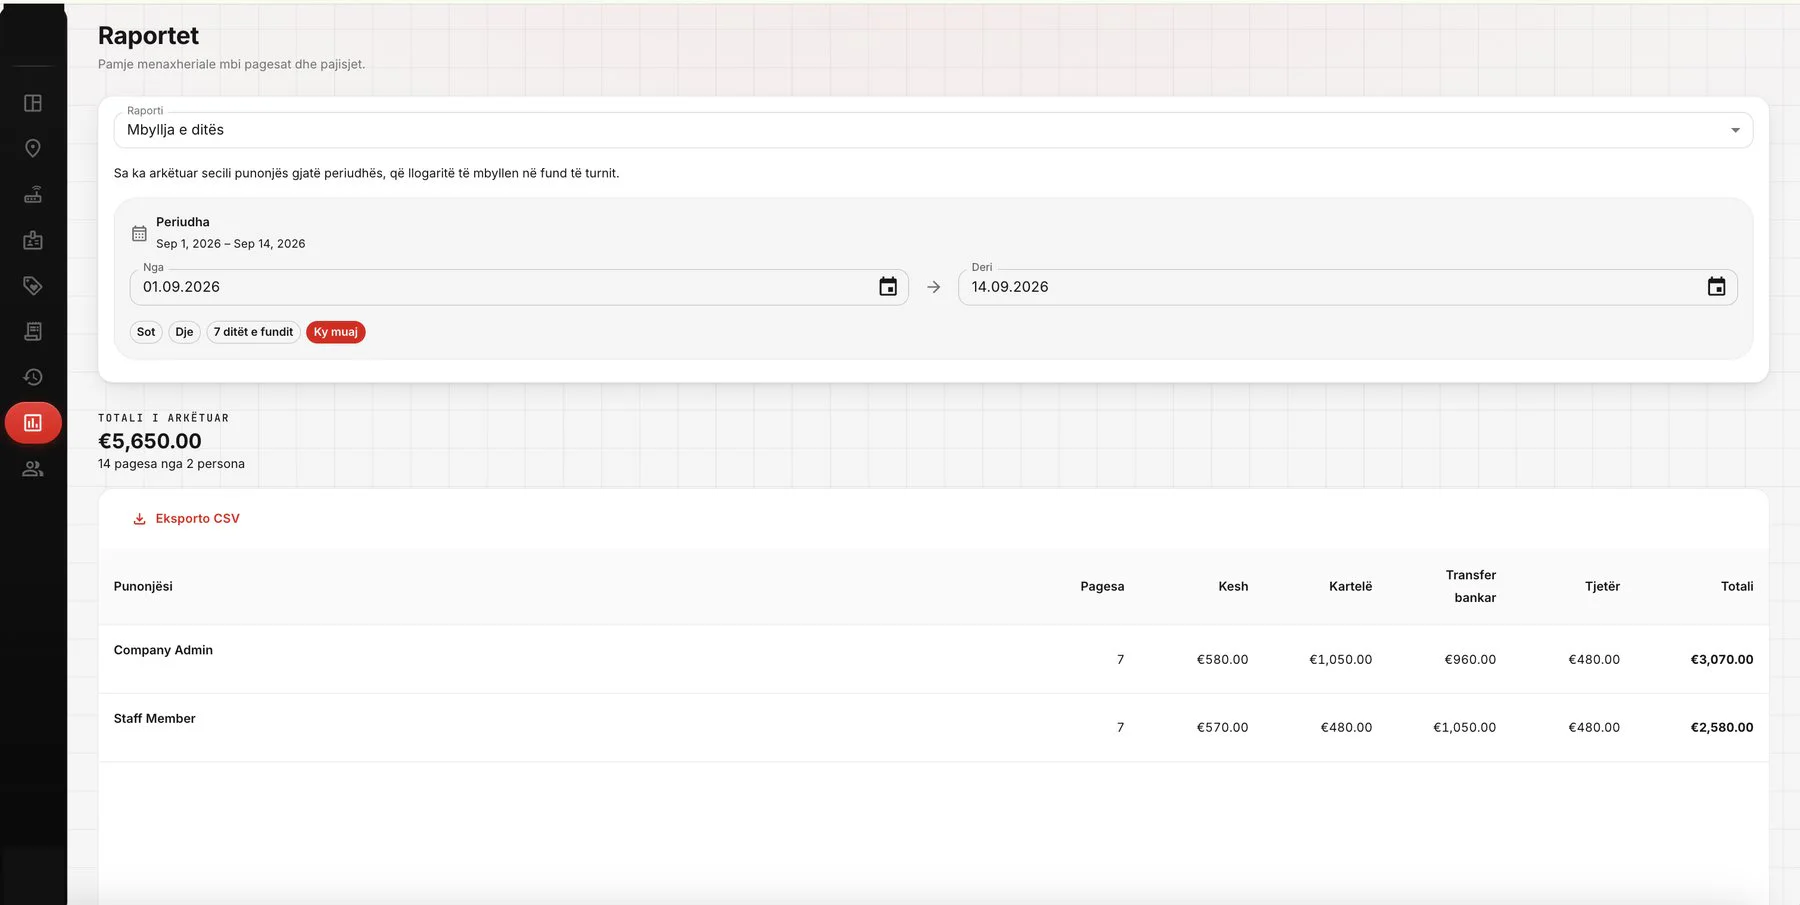 Raportet
Pamje menaxheriale mbi pagesat dhe pajisjet.
Raporti
Mbyllja e ditës
Sa ka arkëtuar secili punonjës gjatë periudhës, që llogaritë të mbyllen në fund të turnit.
Periudha
Sep 1, 2026 – Sep 14, 2026
Nga
01.09.2026
Deri
14.09.2026
Sot Dje 7 ditët e fundit Ky muaj
TOTALI I ARKËTUAR
€5,650.00
14 pagesa nga 2 persona
Eksporto CSV
Punonjësi Pagesa Kesh Kartelë Transfer bankar Tjetër Totali
Company Admin 7 €580.00 €1,050.00 €960.00 €480.00 €3,070.00
Staff Member 7 €570.00 €480.00 €1,050.00 €480.00 €2,580.00